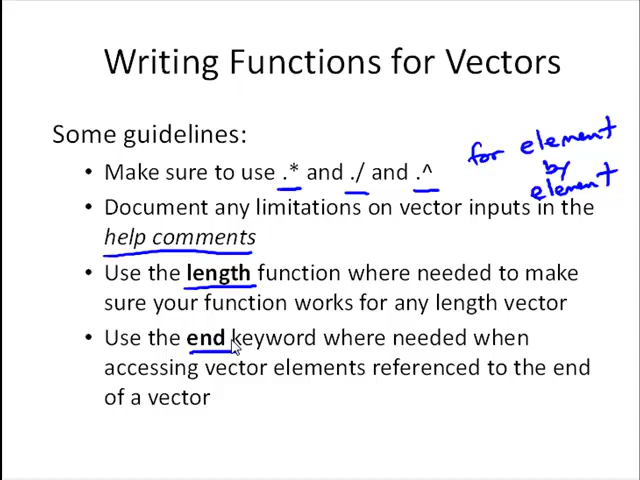 Writing Functions for Vectors
Some guidelines:
• Make sure to use .* and ./ and .^
for element
by
element
• Document any limitations on vector inputs in the
help comments
• Use the length function where needed to make
sure your function works for any length vector
• Use the end keyword where needed when
accessing vector elements referenced to the end
of a vector